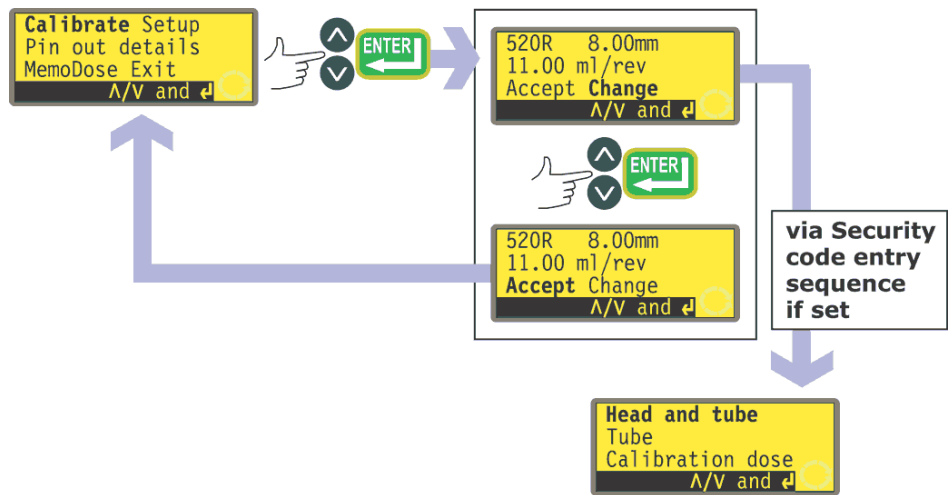 Calibrate Setup
Pin out details
MemoDose Exit
Λ/V and ↲
ENTER
520R 8.00mm
11.00 ml/rev
Accept Change
Λ/V and ↲
ENTER
520R 8.00mm
11.00 ml/rev
Accept Change
Λ/V and ↲
via Security
code entry
sequence
if set
Head and tube
Tube
Calibration dose
Λ/V and ↲